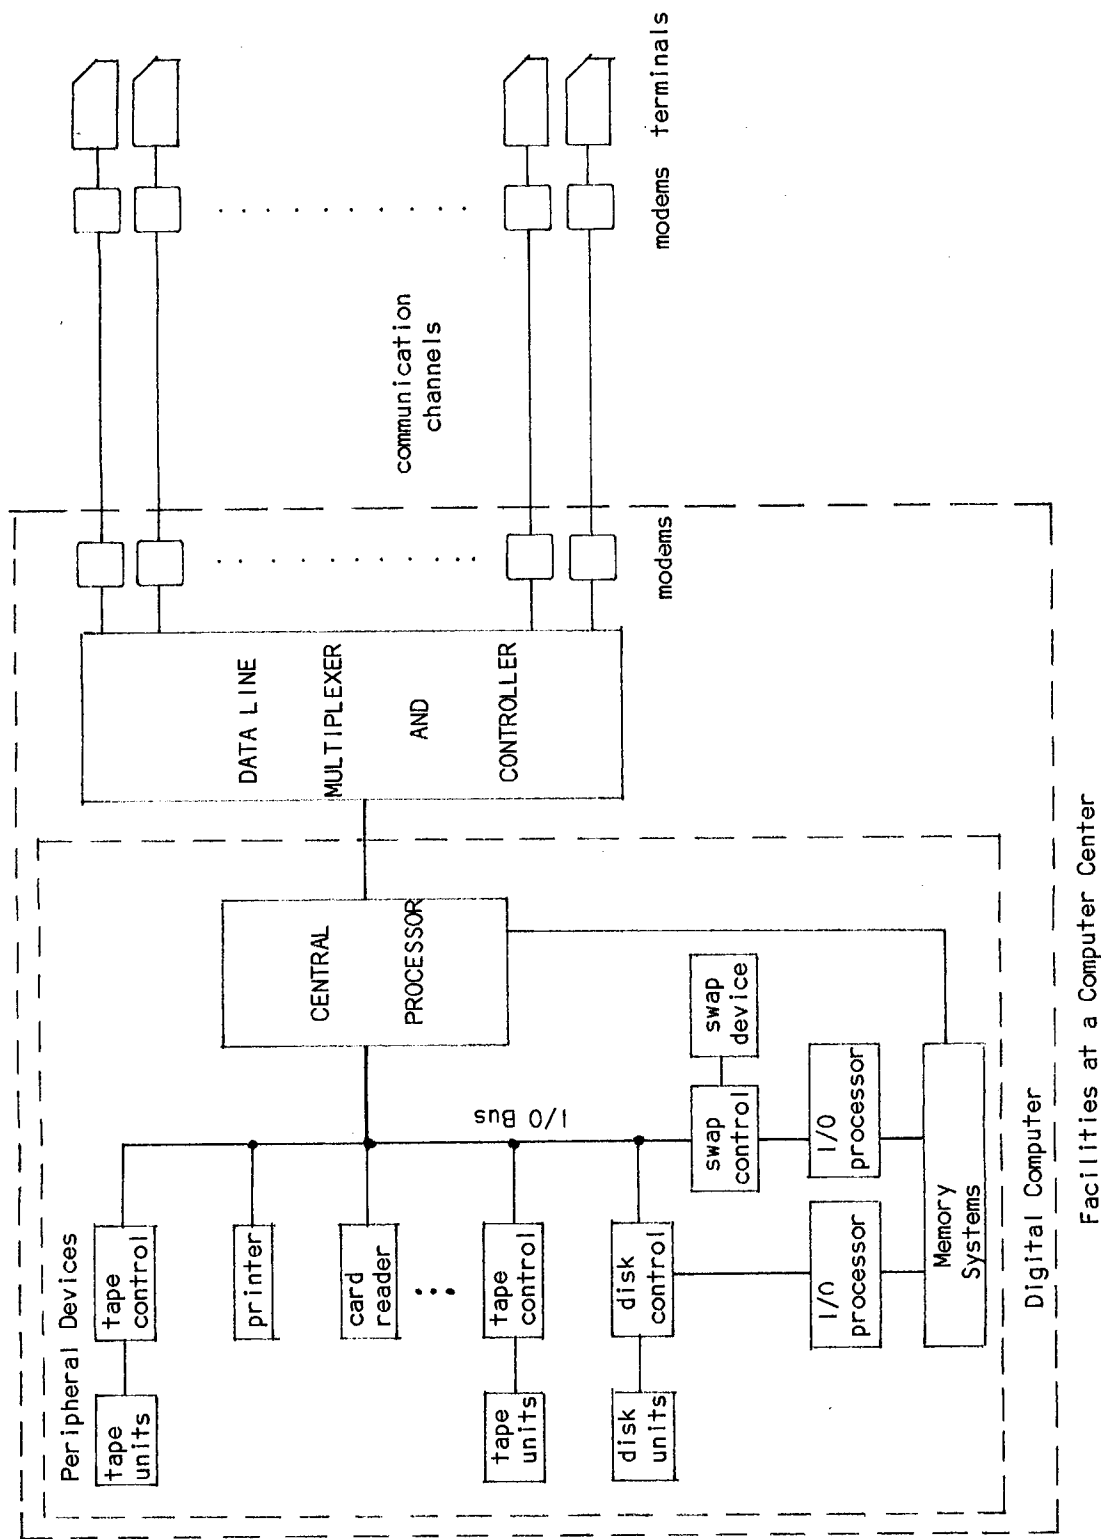 Peripheral Devices
tape
units
tape
control
printer
card
reader
tape
units
tape
control
disk
units
disk
control
I/O Bus
swap
control
swap
device
I/O
processor
I/O
processor
Memory
Systems
CENTRAL
PROCESSOR
DATA LINE
MULTIPLEXER
AND
CONTROLLER
modems
communication
channels
modems
terminals
Digital Computer
Facilities at a Computer Center